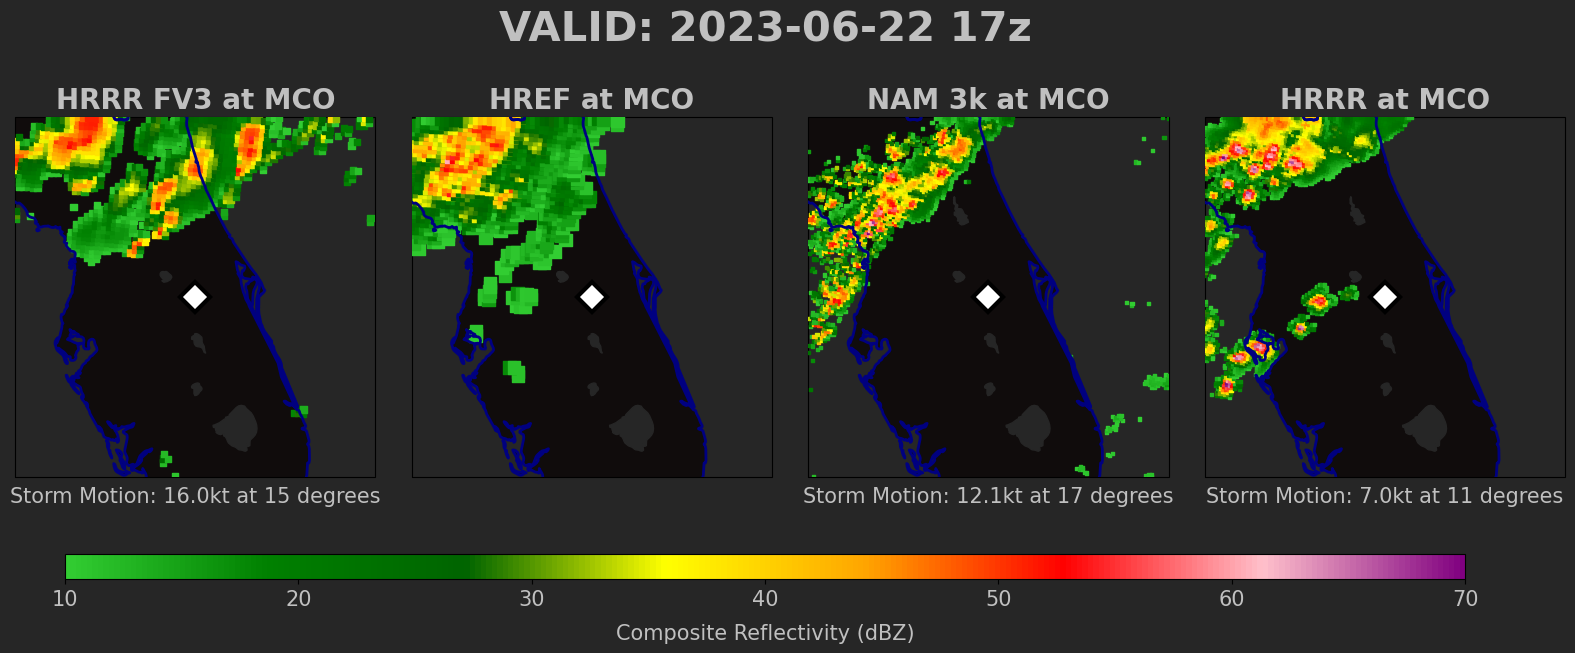 VALID: 2023-06-22 17z
HRRR FV3 at MCO
HREF at MCO
NAM 3k at MCO
HRRR at MCO
Storm Motion: 16.0kt at 15 degrees
Storm Motion: 12.1kt at 17 degrees
Storm Motion: 7.0kt at 11 degrees
10 20 30 40 50 60 70
Composite Reflectivity (dBZ)